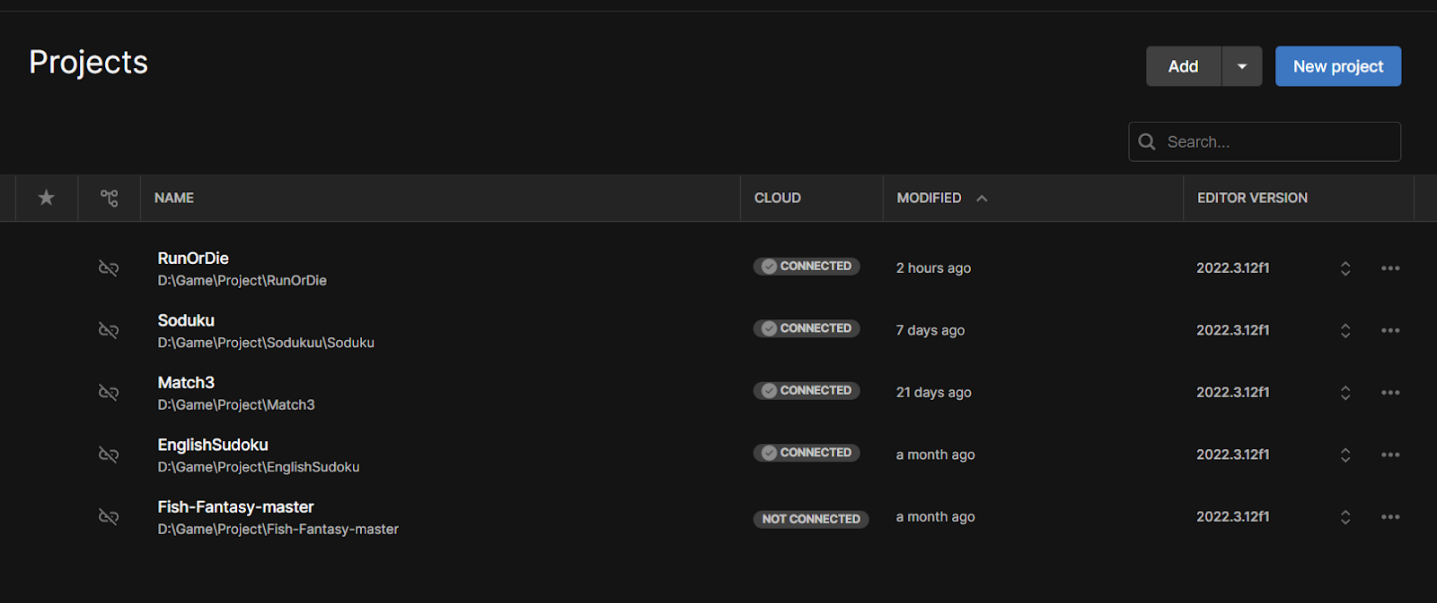 Projects
Add
New project
Search...
NAME CLOUD MODIFIED EDITOR VERSION
RunOrDie
D:\Game\Project\RunOrDie
CONNECTED 2 hours ago 2022.3.12f1
Soduku
D:\Game\Project\Sodukuu\Soduku
CONNECTED 7 days ago 2022.3.12f1
Match3
D:\Game\Project\Match3
CONNECTED 21 days ago 2022.3.12f1
EnglishSudoku
D:\Game\Project\EnglishSudoku
CONNECTED a month ago 2022.3.12f1
Fish-Fantasy-master
D:\Game\Project\Fish-Fantasy-master
NOT CONNECTED a month ago 2022.3.12f1